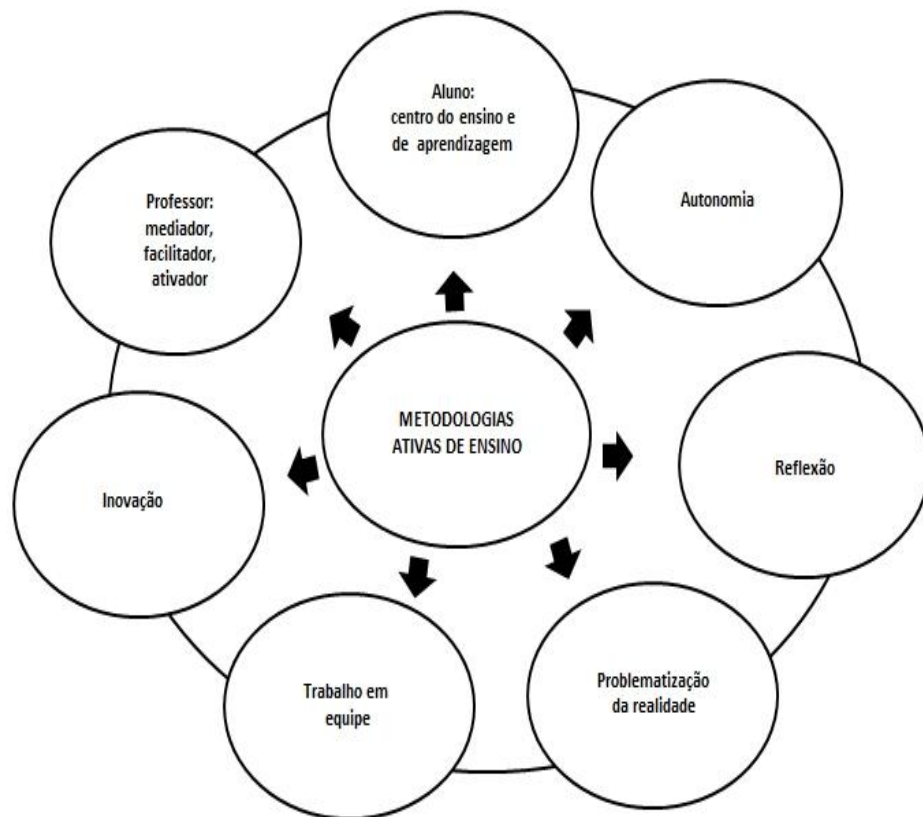 Aluno:
centro do ensino e
de aprendizagem
Autonomia
Professor:
mediador,
facilitador,
ativador
METODOLOGIAS
ATIVAS DE ENSINO
Reflexão
Inovação
Trabalho em
equipe
Problematização
da realidade